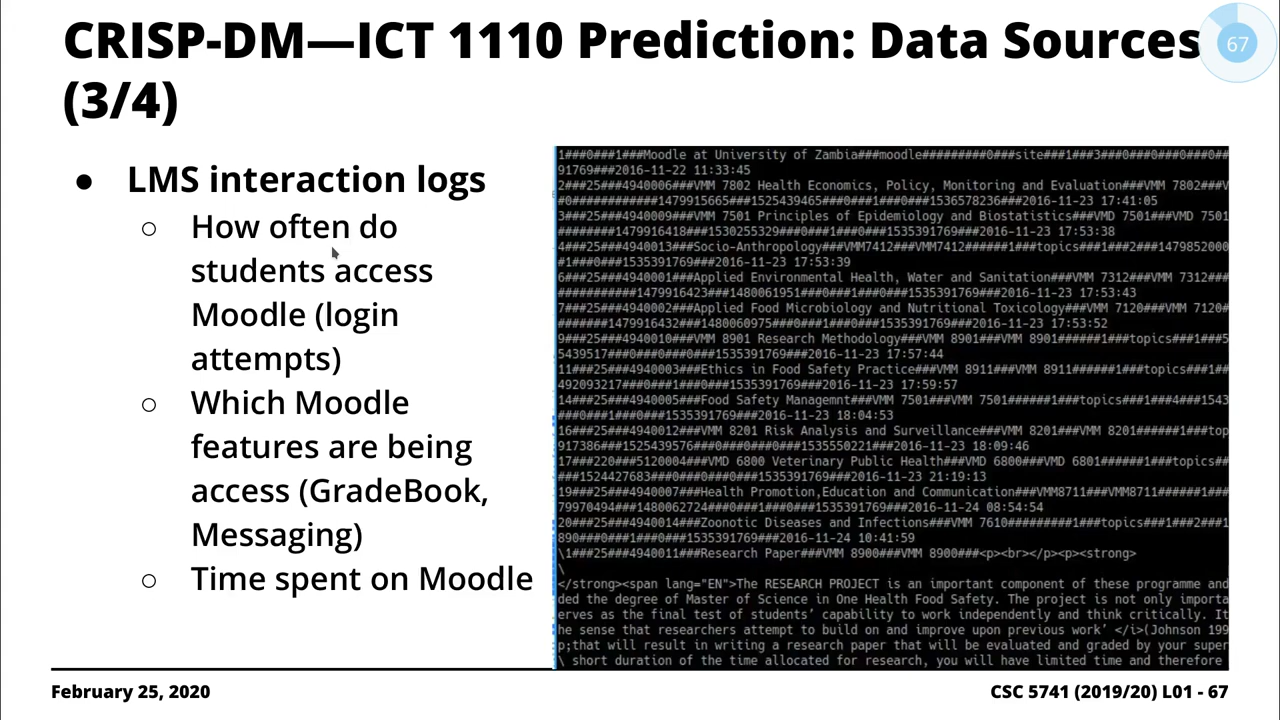 CRISP-DM—ICT 1110 Prediction: Data Sources
(3/4)
67
● LMS interaction logs
○ How often do
students access
Moodle (login
attempts)
○ Which Moodle
features are being
access (GradeBook,
Messaging)
○ Time spent on Moodle
1###0###1###Moodle at University of Zambia###moodle#########0###site###1###3###0###0###0###0##
91769###2016-11-22 11:33:45
2###25###4940006###VMM 7802 Health Economics, Policy, Monitoring and Evaluation###VMM 7802###V
#0############1479915665###1525439465###0###1###0###1536578236###2016-11-23 17:41:05
3###25###4940009###VMM 7501 Principles of Epidemiology and Biostatistics###VMD 7501###VMD 7501
########1479916418###1530255329###0###1###0###1535391769###2016-11-23 17:53:38
4###25###4940013###Socio-Anthropology###VMM7412###VMM7412######1###topics###1###2###1479852000
#1###0###1535391769###2016-11-23 17:53:39
6###25###4940001###Applied Environmental Health, Water and Sanitation###VMM 7312###VMM 7312###
###########1479916423###1480061951###0###1###0###1535391769###2016-11-23 17:53:43
7###25###4940002###Applied Food Microbiology and Nutritional Toxicology###VMM 7120###VMM 7120#
#######1479916432###1480060975###0###1###0###1535391769###2016-11-23 17:53:52
9###25###4940010###VMM 8901 Research Methodology###VMM 8901###VMM 8901######1###topics###1###5
5439517###0###0###0###1535391769###2016-11-23 17:57:44
11###25###4940003###Ethics in Food Safety Practice###VMM 8911###VMM 8911######1###topics###1##
492093217###0###1###0###1535391769###2016-11-23 17:59:57
14###25###4940005###Food Safety Managemnt###VMM 7501###VMM 7501######1###topics###1###4###1543
###0###1###0###1535391769###2016-11-23 18:04:53
16###25###4940012###VMM 8201 Risk Analysis and Surveillance###VMM 8201###VMM 8201######1###top
917386###1525439576###0###0###0###1535550221###2016-11-23 18:09:46
17###220###5120004###VMD 6800 Veterinary Public Health###VMD 6800###VMD 6801######1###topics##
###1524427683###0###0###0###1535391769###2016-11-23 21:19:13
19###25###4940007###Health Promotion,Education and Communication###VMM8711###VMM8711######1###
79970494###1480062724###0###1###0###1535391769###2016-11-24 08:54:54
20###25###4940014###Zoonotic Diseases and Infections###VMM 7610#########1###topics###1###2###1
890###0###1###0###1535391769###2016-11-24 10:41:59
\1###25###4940011###Research Paper###VMM 8900###VMM 8900###<p><br></p><p><strong>
\
</strong><span lang="EN">The RESEARCH PROJECT is an important component of these programme and
ded the degree of Master of Science in One Health Food Safety. The project is not only importa
erves as the final test of students’ capability to work independently and think critically. It
he sense that researchers attempt to build on and improve upon previous work’ </i>(Johnson 199
p;that will result in writing a research paper that will be evaluated and graded by your super
\ short duration of the time allocated for research, you will have limited time and therefore
February 25, 2020
CSC 5741 (2019/20) L01 - 67